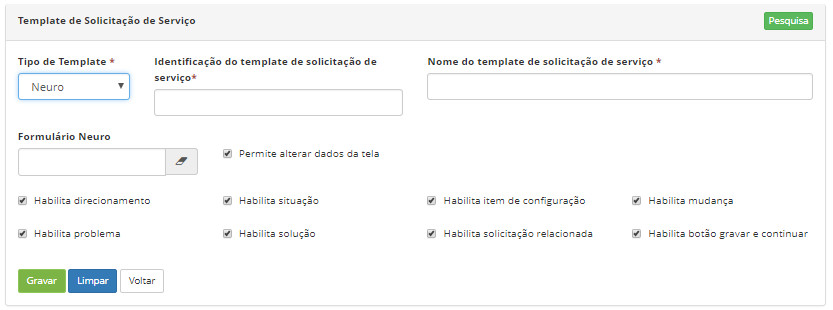 Template de Solicitação de Serviço
Pesquisa
Tipo de Template *
Identificação do template de solicitação de
serviço*
Nome do template de solicitação de serviço *
Neuro
Formulário Neuro
Permite alterar dados da tela
Habilita direcionamento
Habilita situação
Habilita item de configuração
Habilita mudança
Habilita problema
Habilita solução
Habilita solicitação relacionada
Habilita botão gravar e continuar
Gravar
Limpar
Voltar